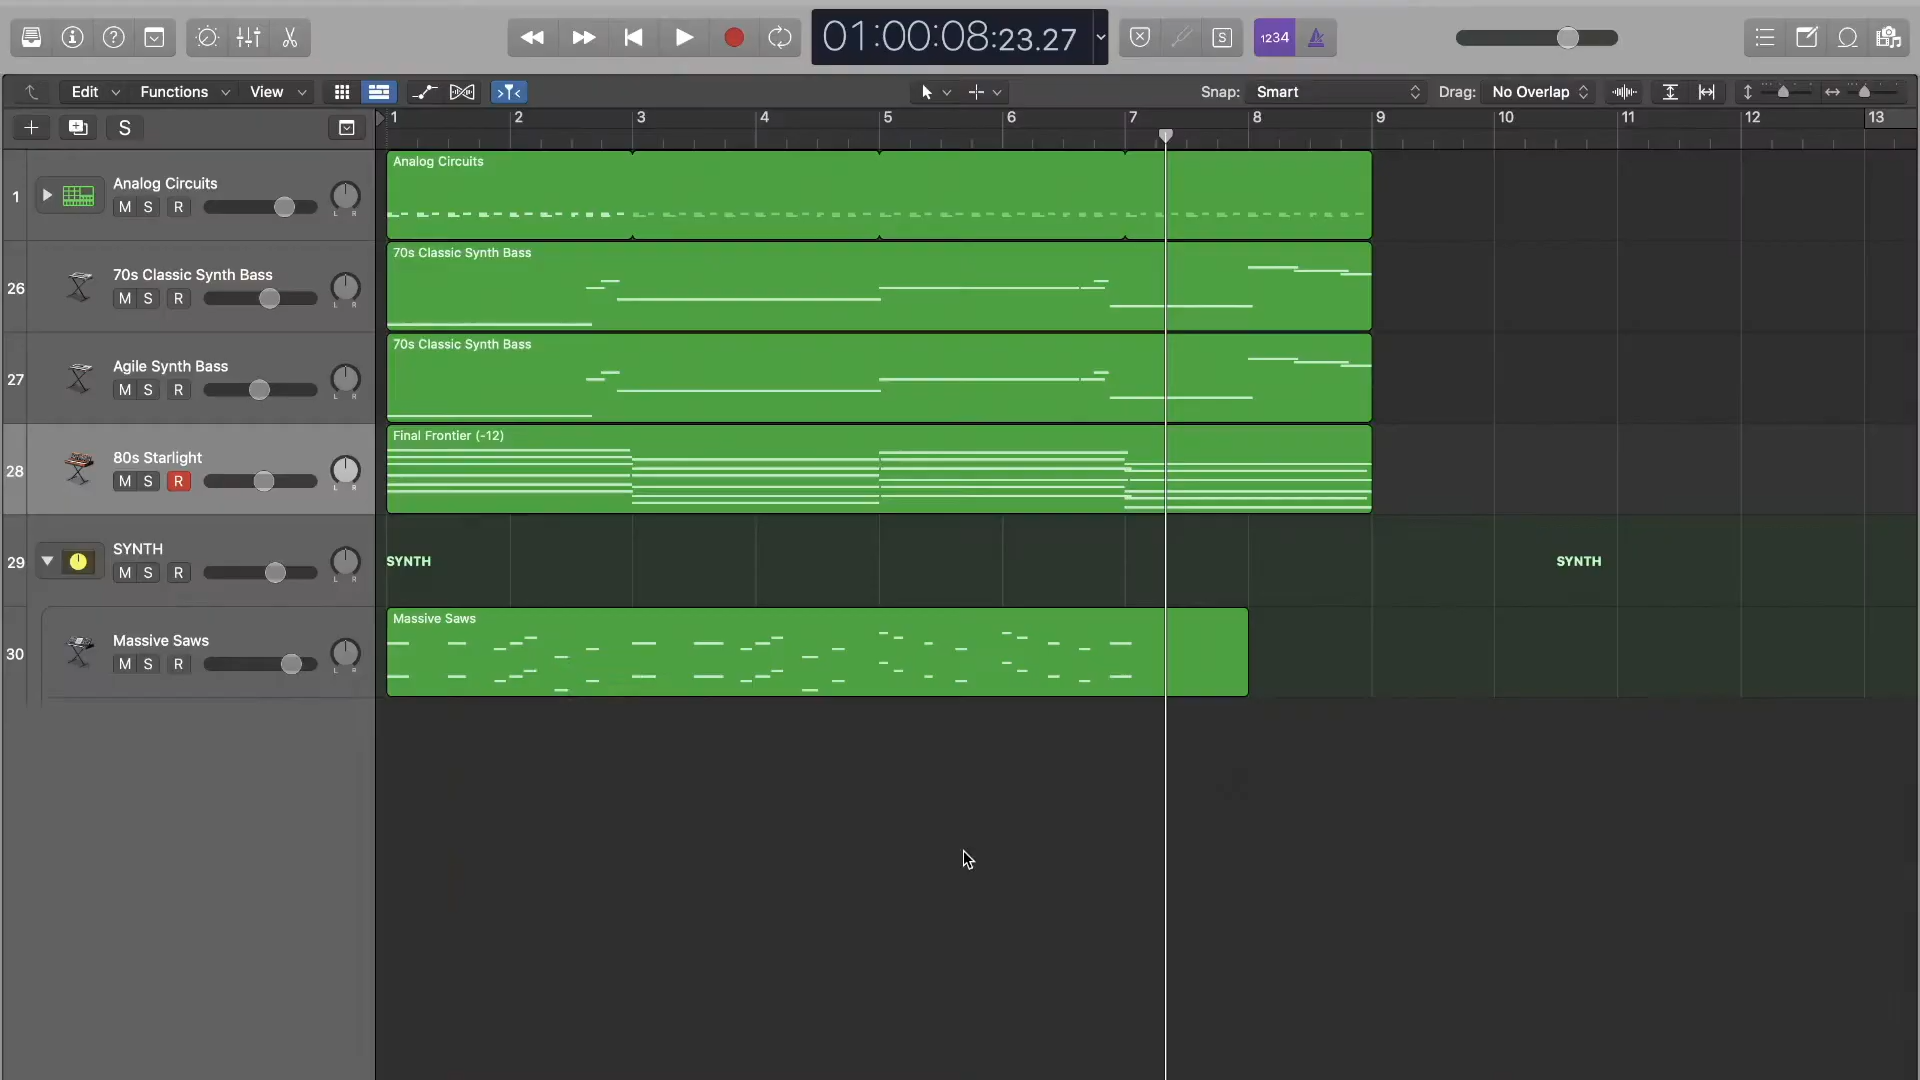 01:00:08:23.27
S
1234
Edit Functions View Snap: Smart Drag: No Overlap
S
1 2 3 4 5 6 7 8 9 10 11 12 13
1 Analog Circuits
M S R
L R
Analog Circuits
26 70s Classic Synth Bass
M S R
L R
70s Classic Synth Bass
27 Agile Synth Bass
M S R
L R
70s Classic Synth Bass
28 80s Starlight
M S R
L R
Final Frontier (-12)
29 SYNTH
M S R
L R
SYNTH SYNTH
30 Massive Saws
M S R
L R
Massive Saws